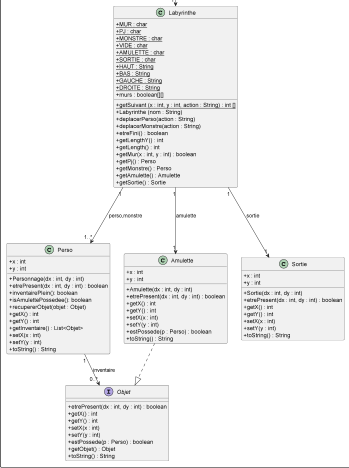 Labyrinthe
+MUR : char
+PJ : char
+MONSTRE : char
+VIDE : char
+AMULETTE : char
+SORTIE : char
+HAUT : String
+BAS : String
+GAUCHE : String
+DROITE : String
+murs : boolean[][]
+getSuivant (x : int, y : int, action : String) : int []
+Labyrinthe (nom : String)
+deplacerPerso(action : String)
+deplacerMonstre(action : String)
+etreFini() : boolean
+getLengthY() : int
+getLength() : int
+getMur(x : int, y : int) : boolean
+getPj() : Perso
+getMonstre() : Perso
+getAmulette() : Amulette
+getSortie() : Sortie
1
1
1
perso,monstre
amulette
sortie
1..*
1
1
Perso
+x : int
+y : int
+Personnage(dx : int, dy : int)
+etrePresent(dx : int, dy : int) : boolean
+inventairePlein() : boolean
+isAmulettePossedee() : boolean
+recupererObjet(objet : Objet)
+getX() : int
+getY() : int
+getInventaire() : List<Objet>
+setX(x : int)
+setY(y : int)
+toString() : String
Amulette
+x : int
+y : int
+Amulette(dx : int, dy : int)
+etrePresent(dx : int, dy : int) : boolean
+getX() : int
+getY() : int
+setX(x : int)
+setY(y : int)
+estPossede(p : Perso) : boolean
+toString() : String
Sortie
+x : int
+y : int
+Sortie(dx : int, dy : int)
+etrePresent(dx : int, dy : int) : boolean
+getX() : int
+getY() : int
+setX(x : int)
+setY(y : int)
+toString() : String
1
inventaire
0..*
Objet
+etrePresent(dx : int, dy : int) : boolean
+getX() : int
+getY() : int
+setX(x : int)
+setY(y : int)
+estPossede(p : Perso) : boolean
+getObjet() : Objet
+toString() : String